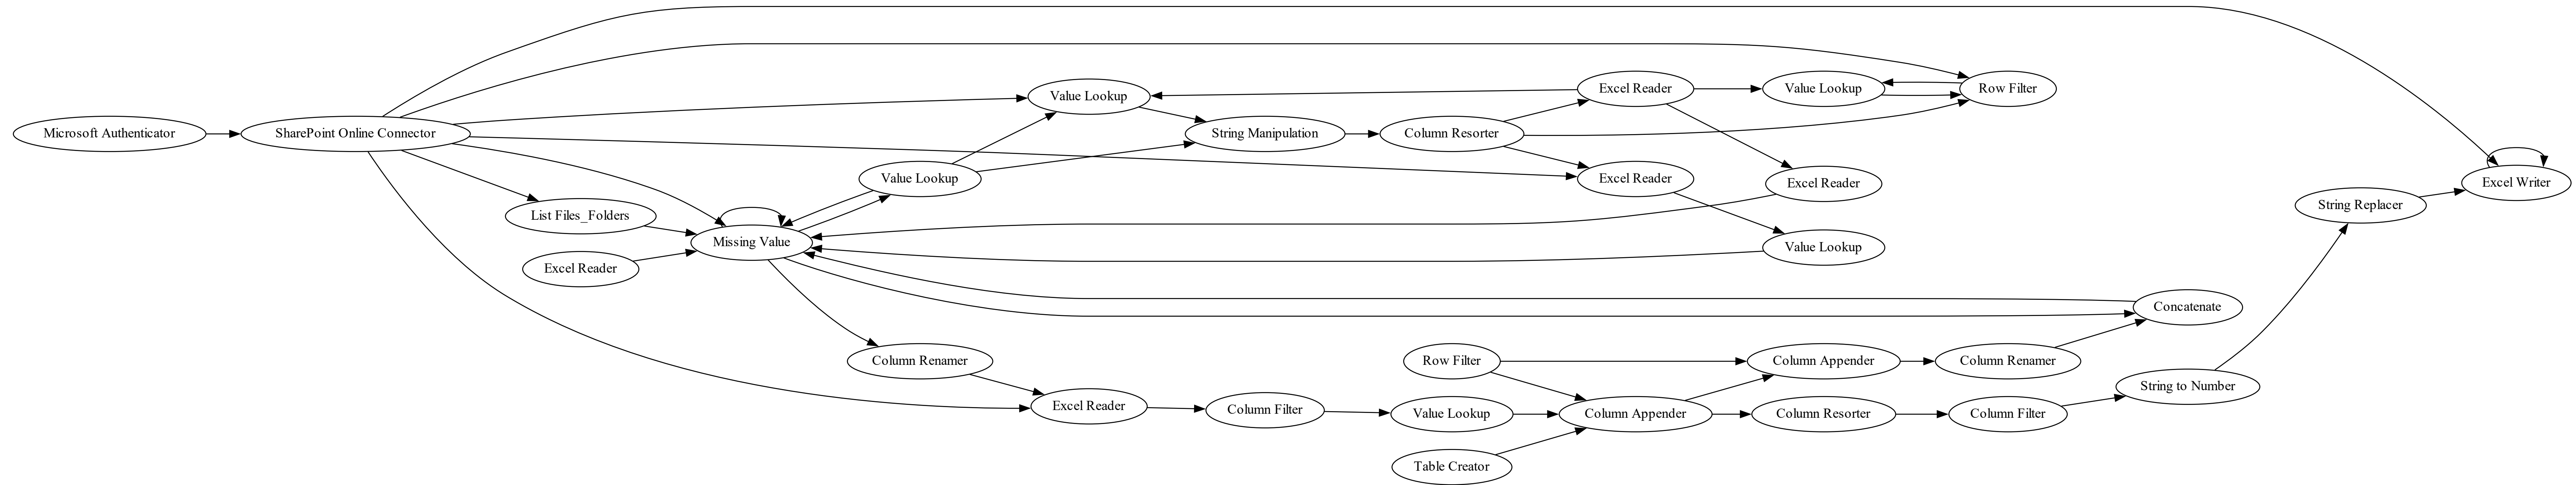 Microsoft Authenticator
SharePoint Online Connector
List Files_Folders
Excel Reader
Missing Value
Value Lookup
Column Renamer
Value Lookup
Excel Reader
String Manipulation
Column Filter
Column Resorter
Row Filter
Value Lookup
Table Creator
Excel Reader
Excel Reader
Column Appender
Value Lookup
Excel Reader
Value Lookup
Column Appender
Column Resorter
Row Filter
Column Renamer
Column Filter
Concatenate
String to Number
String Replacer
Excel Writer